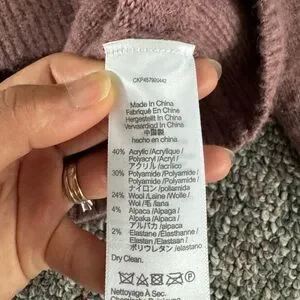 CKP457920442
Made In China
Fabriqué En China
Hergestellt In China
Vervaardigd In China
中国製
hecho en china.
40% Acrylic /Acrylique /
Polyacryl /Acryl /
アクリル /acrílico/
30% Polyamide/Polyamide /
Polyamide/Polyamide /
ナイロン /poliamida
24% Wool /Laine /Wolle /
Wol /毛 /lana
4% Alpaca /Alpaga /
Alpaka /Alpaca /
アルパカ /alpaca
2% Elastane /Elasthanne /
Elastan /Elastaan /
ポリウレタン /elastano
Dry Clean.
Nettoyage À Sec.